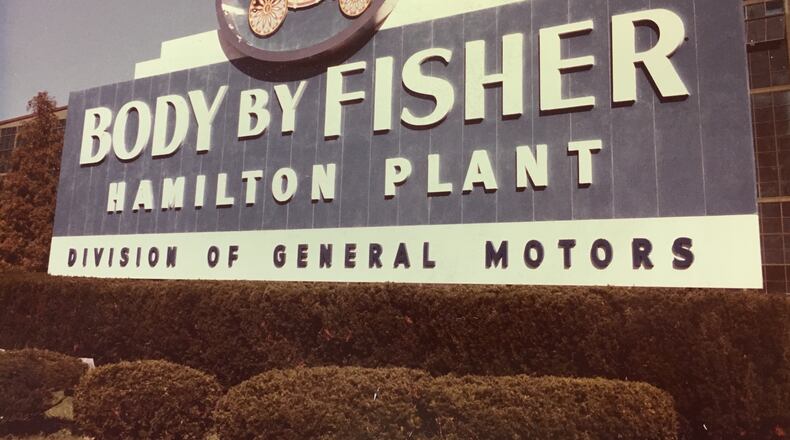 BODY BY FISHER
HAMILTON PLANT
DIVISION OF GENERAL MOTORS